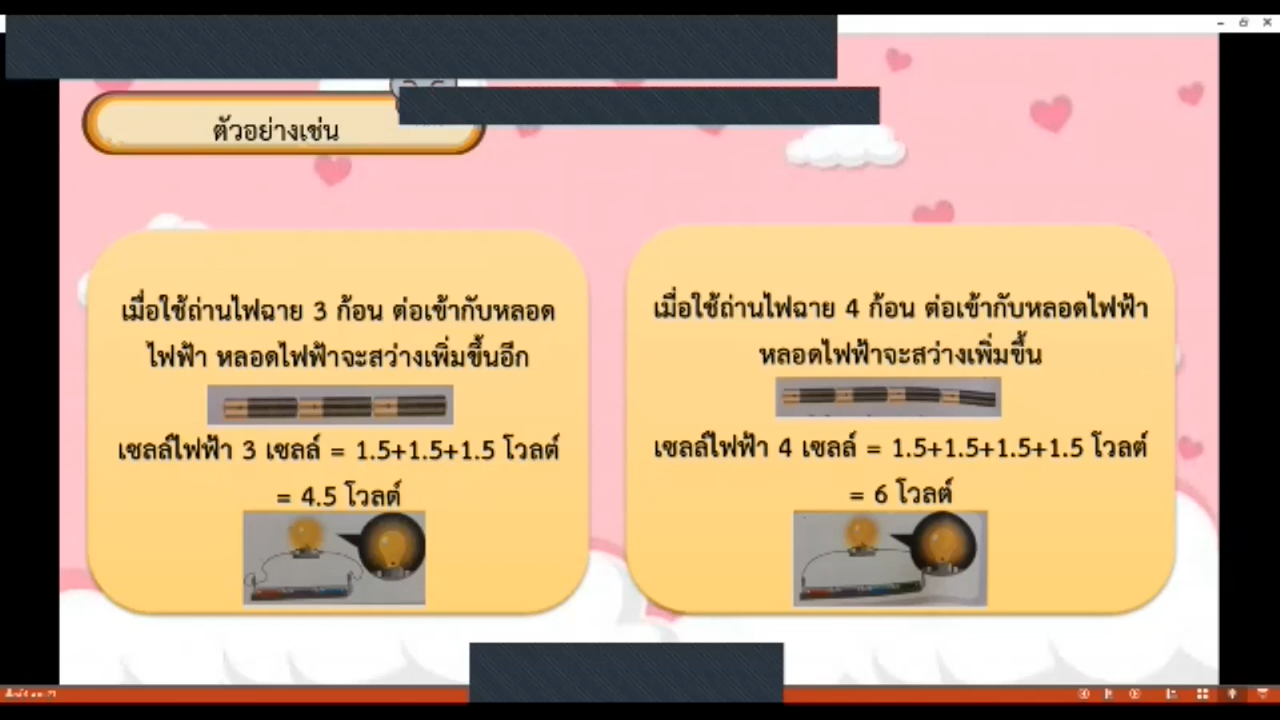 ตัวอย่างเช่น
เมื่อใช้ถ่านไฟฉาย 3 ก้อน ต่อเข้ากับหลอด
ไฟฟ้า หลอดไฟฟ้าจะสว่างเพิ่มขึ้นอีก
เซลล์ไฟฟ้า 3 เซลล์ = 1.5+1.5+1.5 โวลต์
= 4.5 โวลต์
เมื่อใช้ถ่านไฟฉาย 4 ก้อน ต่อเข้ากับหลอดไฟฟ้า
หลอดไฟฟ้าจะสว่างเพิ่มขึ้น
เซลล์ไฟฟ้า 4 เซลล์ = 1.5+1.5+1.5+1.5 โวลต์
= 6 โวลต์